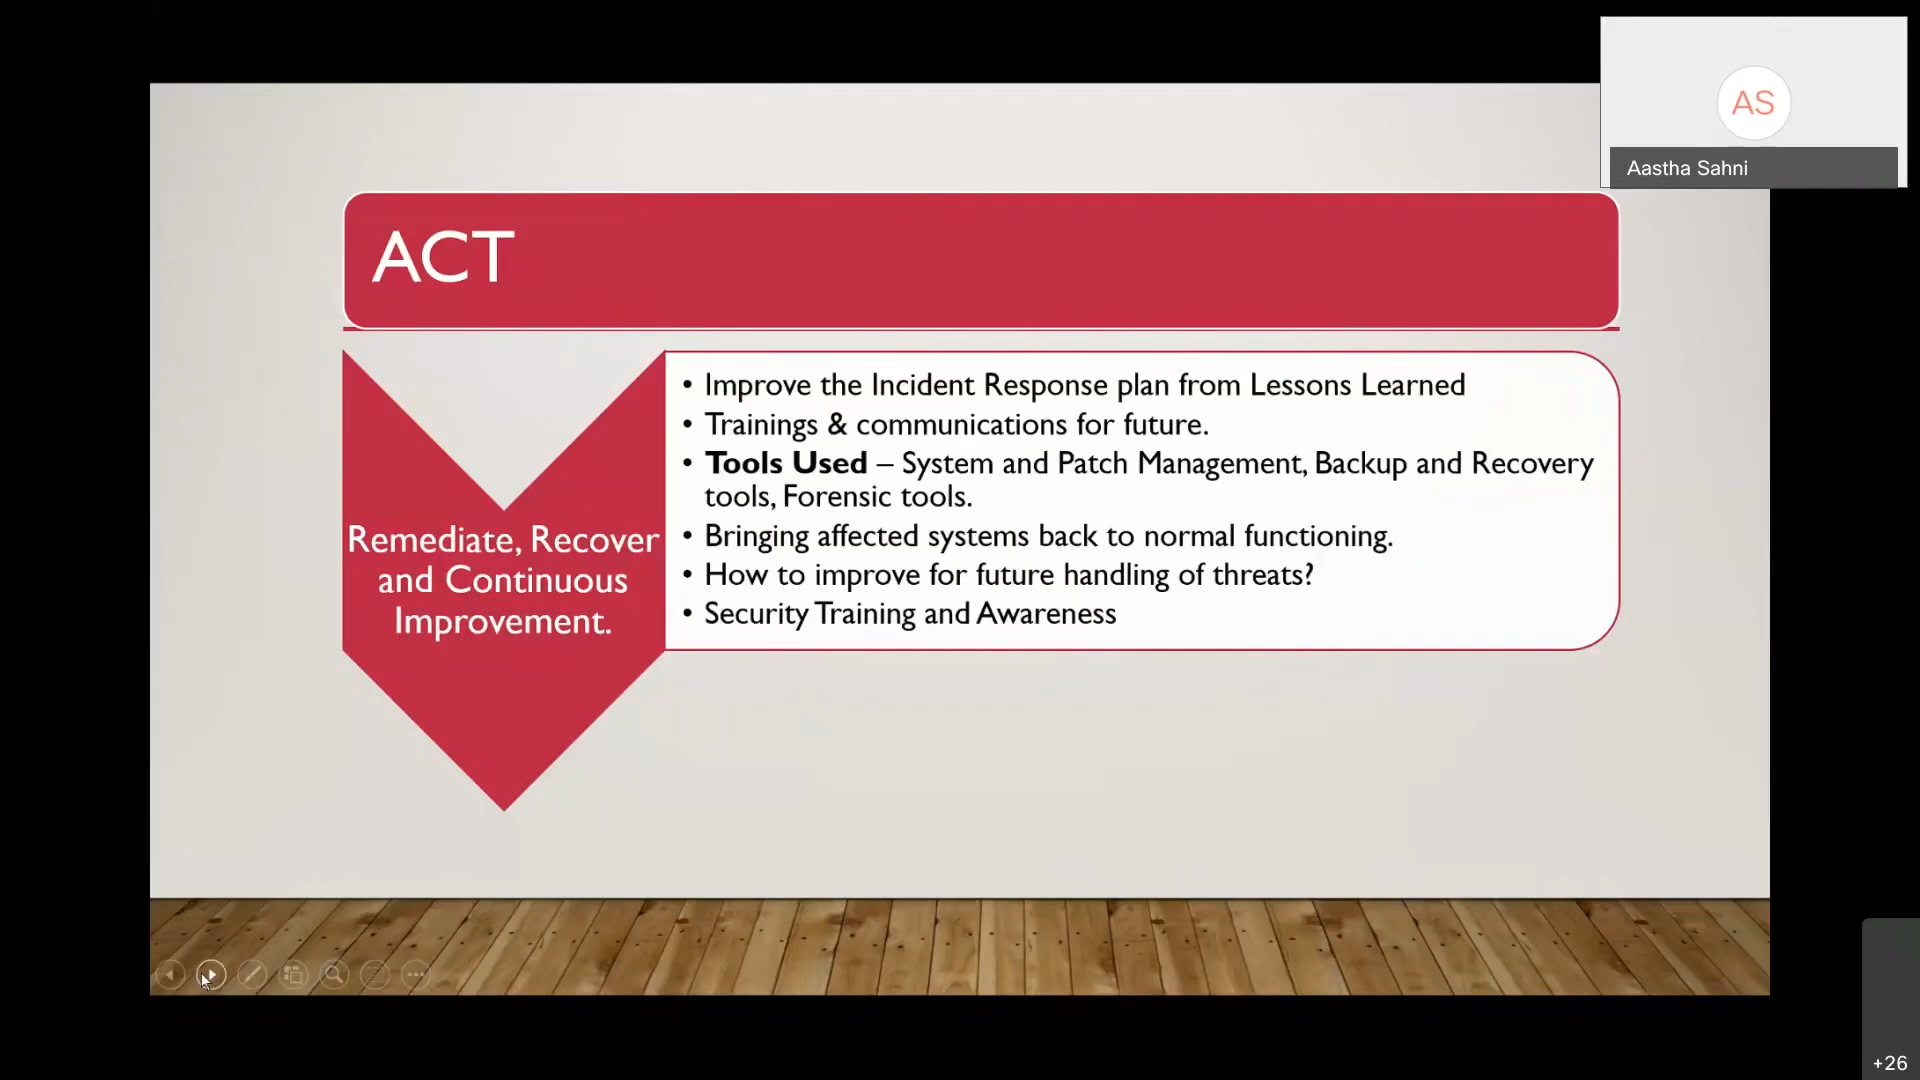 AS
Aastha Sahni
ACT
Remediate, Recover
and Continuous
Improvement.
• Improve the Incident Response plan from Lessons Learned
• Trainings & communications for future.
• Tools Used – System and Patch Management, Backup and Recovery
tools, Forensic tools.
• Bringing affected systems back to normal functioning.
• How to improve for future handling of threats?
• Security Training and Awareness
+26